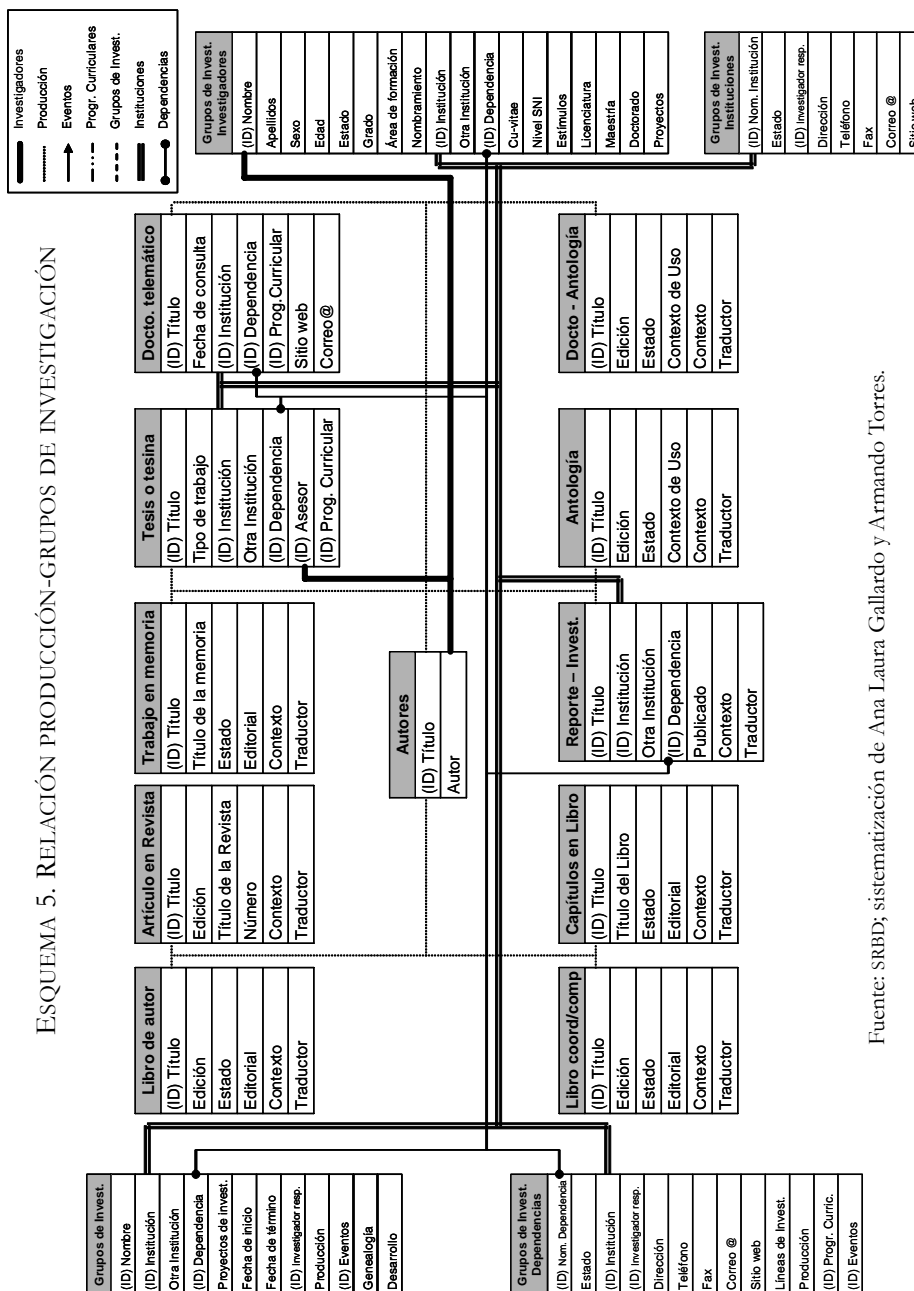 ESQUEMA 5. RELACIÓN PRODUCCIÓN-GRUPOS DE INVESTIGACIÓN
Investigadores
Producción
Eventos
Progr. Curriculares
Grupos de Invest.
Instituciones
Dependencias
Grupos de Invest.
(ID) Nombre
(ID) Institución
Otra Institución
(ID) Dependencia
Proyectos de Invest.
Fecha de inicio
Fecha de término
(ID) Investigador resp.
Producción
(ID) Eventos
Genealogía
Desarrollo
Libro de autor
(ID) Título
Edición
Estado
Editorial
Contexto
Traductor
Artículo en Revista
(ID) Título
Edición
Título de la Revista
Número
Contexto
Traductor
Trabajo en memoria
(ID) Título
Título de la memoria
Estado
Editorial
Contexto
Traductor
Tesis o tesina
(ID) Título
Tipo de trabajo
(ID) Institución
Otra Institución
(ID) Dependencia
(ID) Asesor
(ID) Prog. Curricular
Docto. telemático
(ID) Título
Fecha de consulta
(ID) Institución
(ID) Dependencia
(ID) Prog.Curricular
Sitio web
Correo@
Grupos de Invest.
Investigadores
(ID) Nombre
Apellidos
Sexo
Edad
Estado
Grado
Área de formación
Nombramiento
(ID) Institución
Otra Institución
(ID) Dependencia
Cu-vitae
Nivel SNI
Estímulos
Licenciatura
Maestría
Doctorado
Proyectos
Autores
(ID) Título
Autor
Grupos de Invest.
Dependencias
(ID) Nom. Dependencia
Estado
(ID) Institución
(ID) Investigador resp.
Dirección
Teléfono
Fax
Correo @
Sitio web
Líneas de Invest.
Producción
(ID) Progr. Curric.
(ID) Eventos
Libro coord/comp
(ID) Título
Edición
Estado
Editorial
Contexto
Traductor
Capítulos en Libro
(ID) Título
Título del Libro
Estado
Editorial
Contexto
Traductor
Reporte – Invest.
(ID) Título
(ID) Institución
Otra Institución
(ID) Dependencia
Publicado
Contexto
Traductor
Antología
(ID) Título
Edición
Estado
Contexto de Uso
Contexto
Traductor
Docto - Antología
(ID) Título
Edición
Estado
Contexto de Uso
Contexto
Traductor
Grupos de Invest.
Instituciones
(ID) Nom. Institución
Estado
(ID) Investigador resp.
Dirección
Teléfono
Fax
Correo @
Sitio web
Fuente: SRBD; sistematización de Ana Laura Gallardo y Armando Torres.